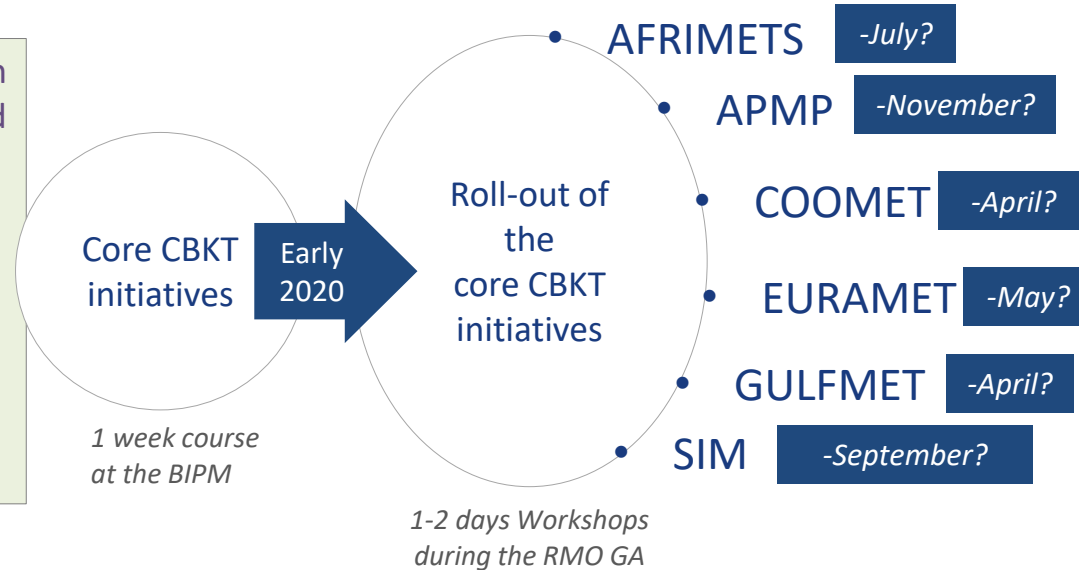 Core CBKT
initiatives
Early
2020
1 week course
at the BIPM
Roll-out of
the
core CBKT
initiatives
1-2 days Workshops
during the RMO GA
AFRIMETS
-July?
APMP
-November?
COOMET
-April?
EURAMET
-May?
GULFMET
-April?
SIM
-September?